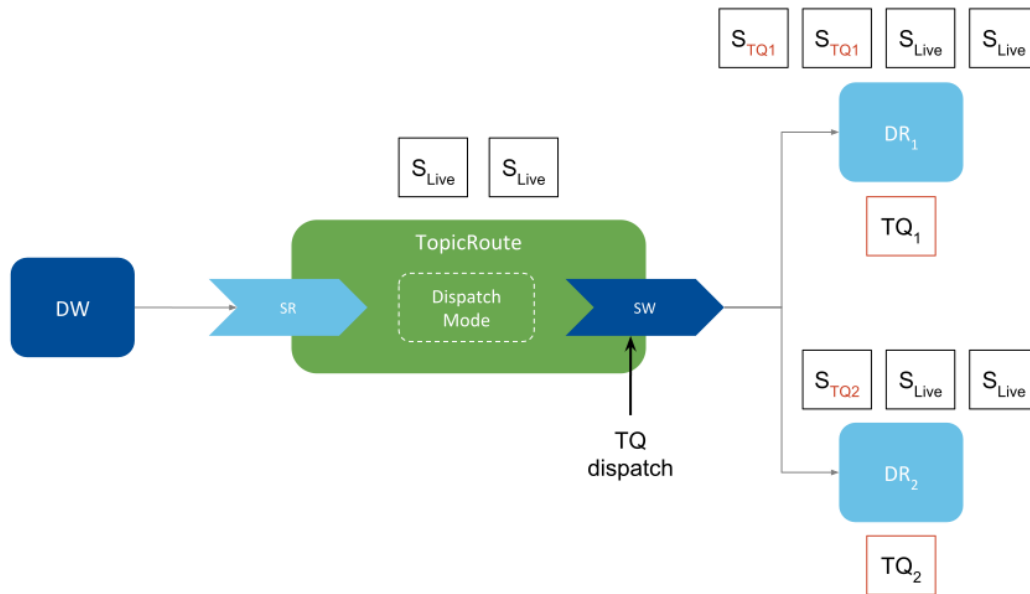 S_TQ1 S_TQ1 S_Live S_Live
DR_1
S_Live S_Live
TQ_1
TopicRoute
DW
SR
Dispatch
Mode
SW
S_TQ2 S_Live S_Live
TQ
dispatch
DR_2
TQ_2